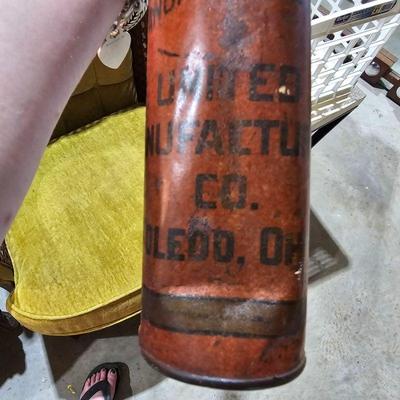 UNITED
NUFACTU
CO.
OLEDO, OH